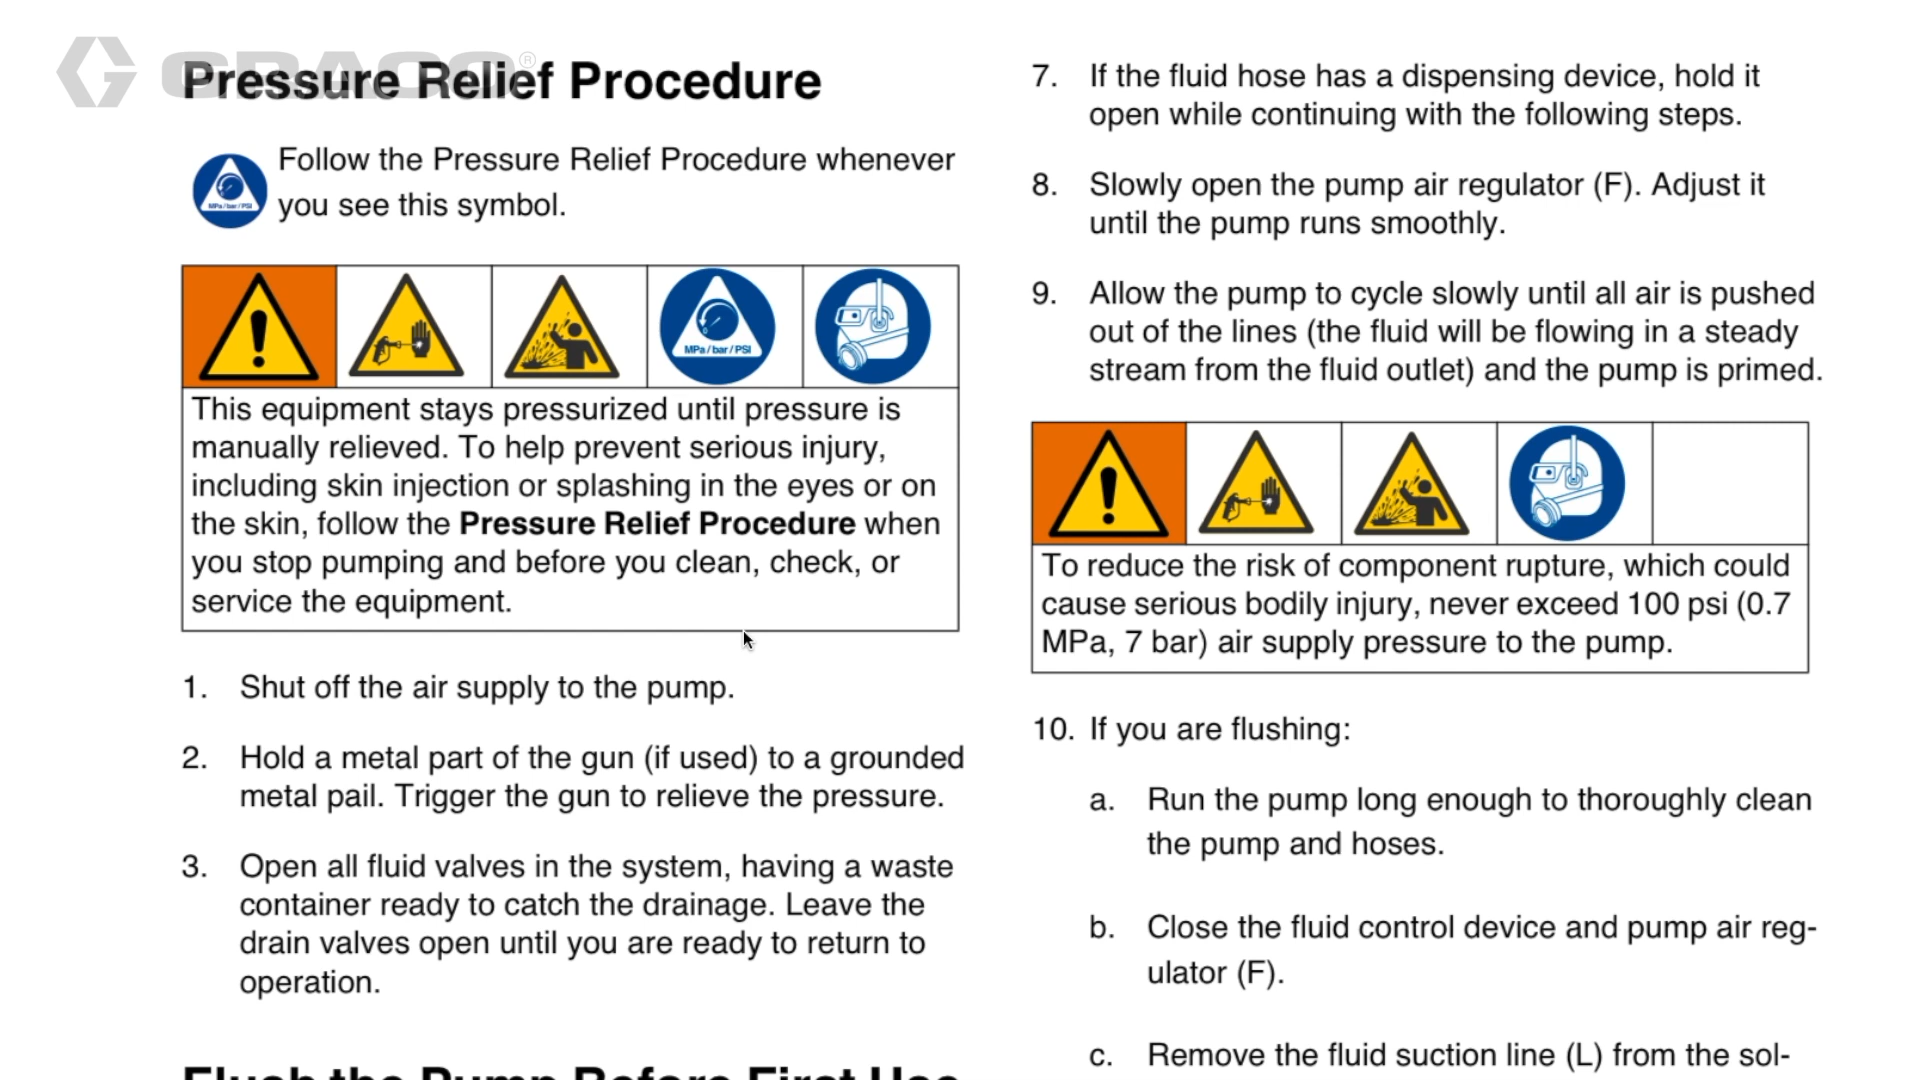 GRACO®
Pressure Relief Procedure
MPa/bar/PSI
Follow the Pressure Relief Procedure whenever
you see this symbol.
MPa/bar/PSI
This equipment stays pressurized until pressure is
manually relieved. To help prevent serious injury,
including skin injection or splashing in the eyes or on
the skin, follow the Pressure Relief Procedure when
you stop pumping and before you clean, check, or
service the equipment.
1. Shut off the air supply to the pump.
2. Hold a metal part of the gun (if used) to a grounded
metal pail. Trigger the gun to relieve the pressure.
3. Open all fluid valves in the system, having a waste
container ready to catch the drainage. Leave the
drain valves open until you are ready to return to
operation.
Flush the Pump Before First Use
7. If the fluid hose has a dispensing device, hold it
open while continuing with the following steps.
8. Slowly open the pump air regulator (F). Adjust it
until the pump runs smoothly.
9. Allow the pump to cycle slowly until all air is pushed
out of the lines (the fluid will be flowing in a steady
stream from the fluid outlet) and the pump is primed.
To reduce the risk of component rupture, which could
cause serious bodily injury, never exceed 100 psi (0.7
MPa, 7 bar) air supply pressure to the pump.
10. If you are flushing:
a. Run the pump long enough to thoroughly clean
the pump and hoses.
b. Close the fluid control device and pump air reg-
ulator (F).
c. Remove the fluid suction line (L) from the sol-